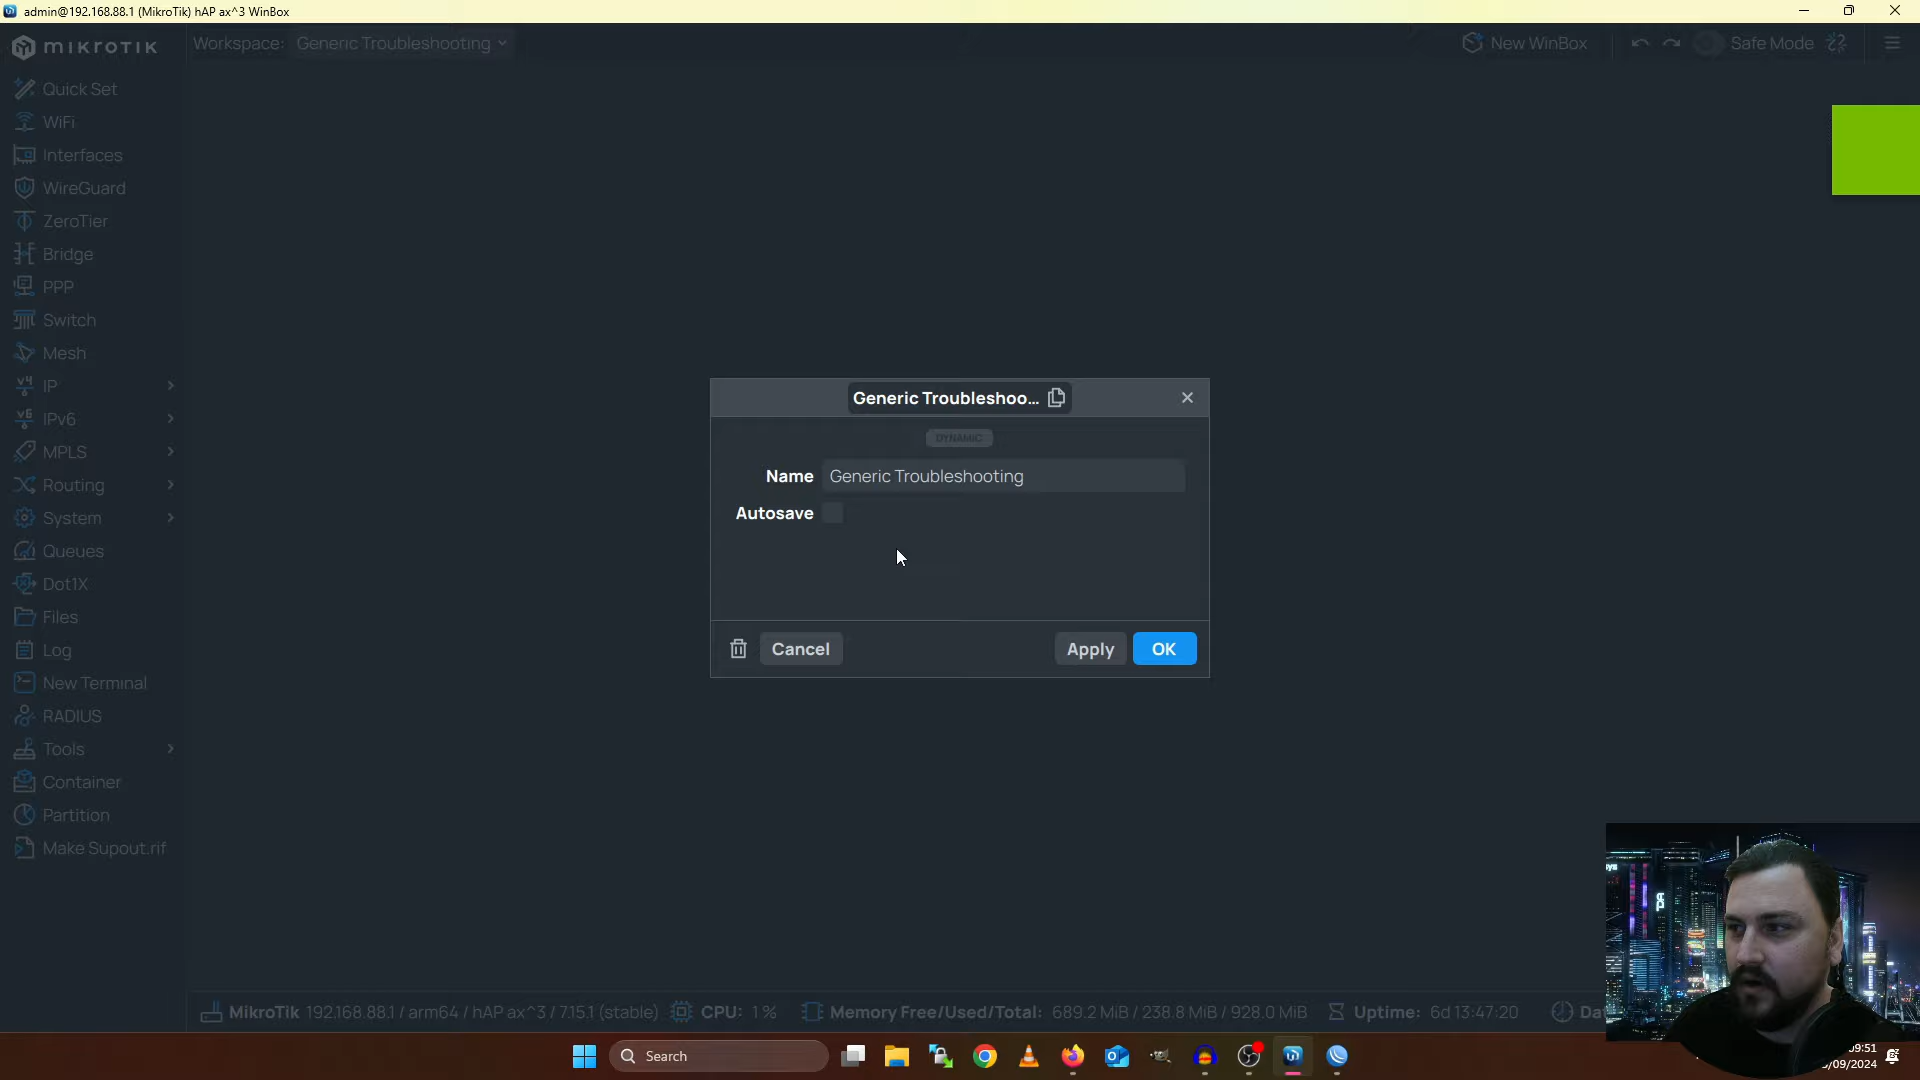 admin@192.168.88.1 (MikroTik) hAP ax^3 WinBox
MIKROTIK
Workspace: Generic Troubleshooting
New WinBox
Safe Mode
Quick Set
WiFi
Interfaces
WireGuard
ZeroTier
Bridge
PPP
Switch
Mesh
IP
IPv6
MPLS
Routing
System
Queues
Dot1X
Files
Log
New Terminal
RADIUS
Tools
Container
Partition
Make Supout.rif
Generic Troubleshoo...
DYNAMIC
Name Generic Troubleshooting
Autosave
Cancel
Apply
OK
MikroTik 192.168.88.1 / arm64 / hAP ax^3 / 7.15.1 (stable) CPU: 1 % Memory Free/Used/Total: 689.2 MiB / 238.8 MiB / 928.0 MiB Uptime: 6d 13:47:20
Search
09:51
/09/2024